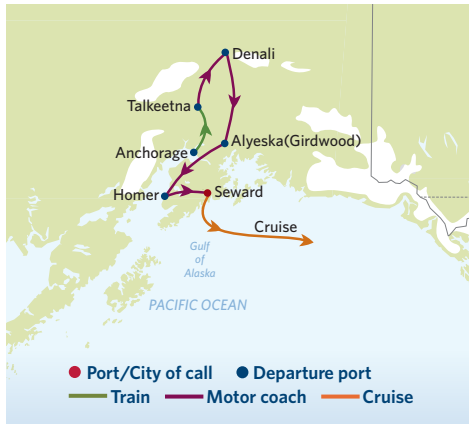 Denali
Talkeetna
Alyeska(Girdwood)
Anchorage
Homer
Seward
Cruise
Gulf
of
Alaska
PACIFIC OCEAN
Port/City of call
Departure port
Train
Motor coach
Cruise